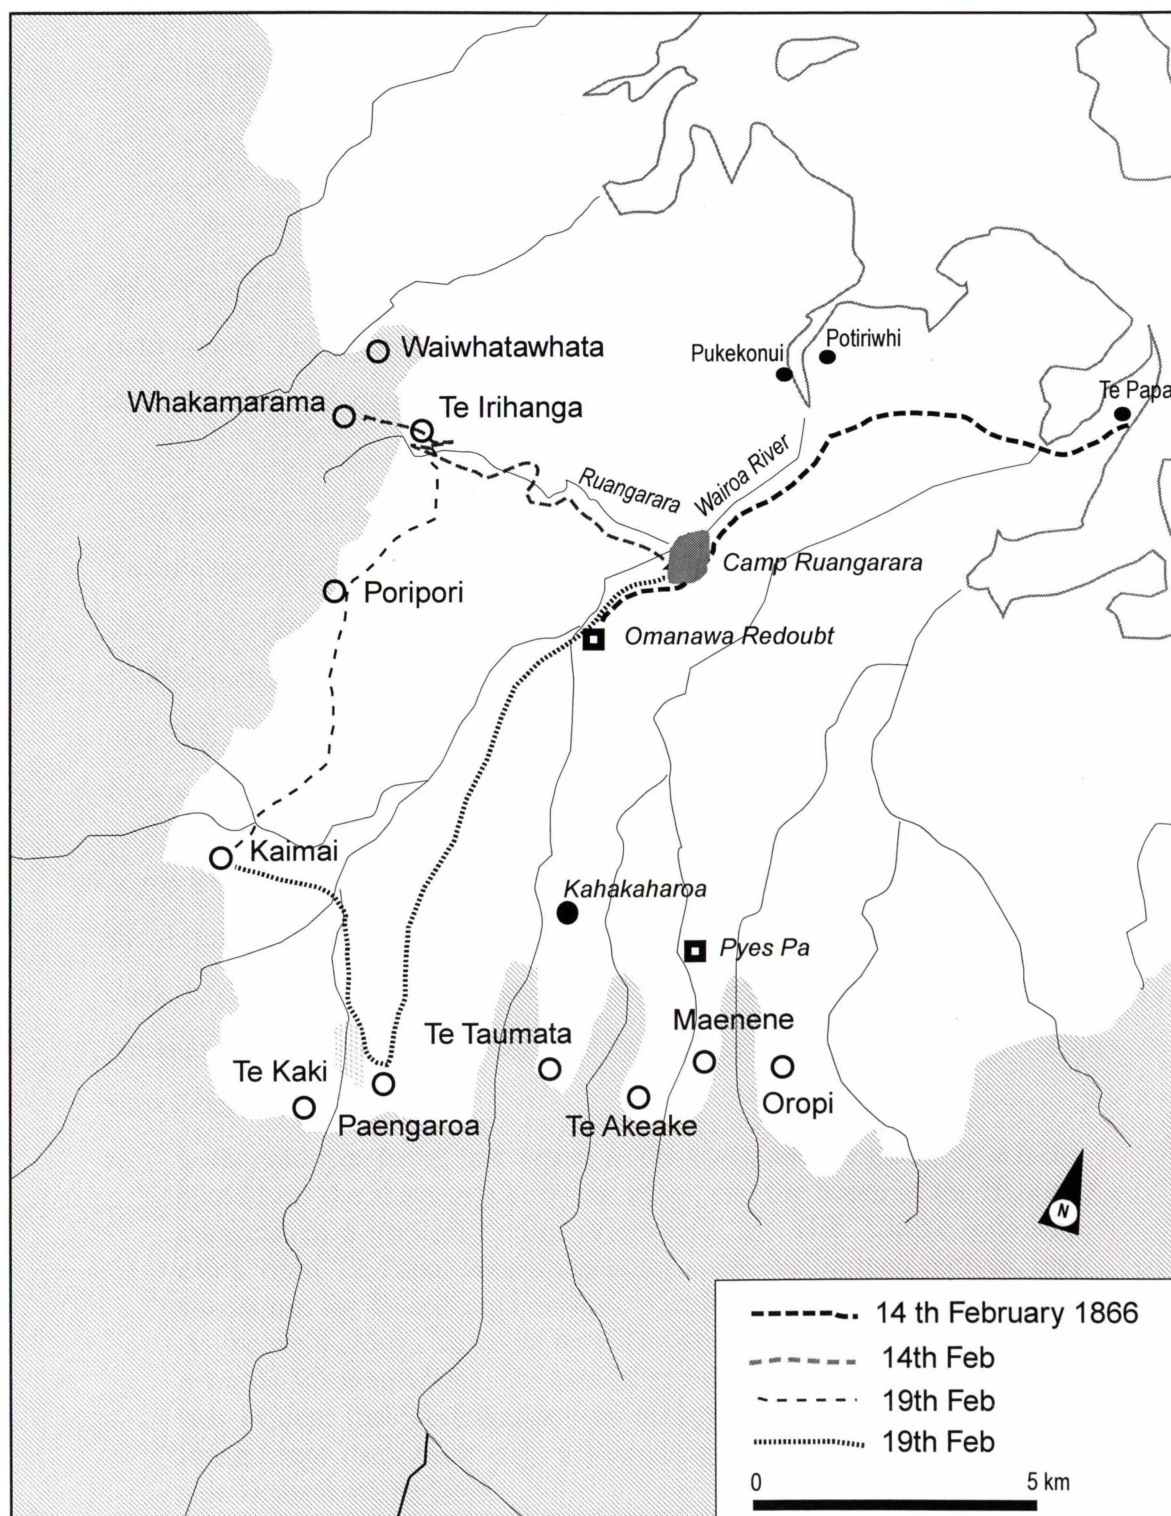 Waiwhatawhata
Pukekonui
Potiriwhi
Whakamarama
Te Irihanga
Te Papa
Ruangarara
Wairoa River
Camp Ruangarara
Poripori
Omanawa Redoubt
Kaimai
Kahakaharoa
Pyes Pa
Te Taumata
Maenene
Te Kaki
Paengaroa
Te Akeake
Oropi
N
14 th February 1866
14th Feb
19th Feb
19th Feb
0 5 km